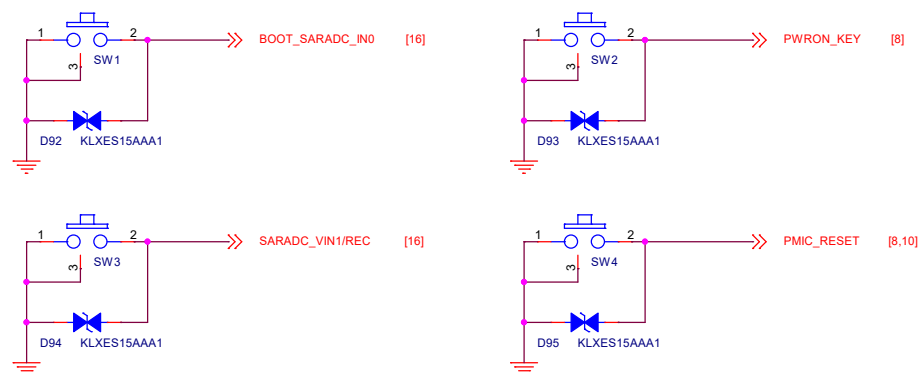 1 2 BOOT_SARADC_IN0 [16]
SW1
3
D92 KLXES15AAA1
1 2 PWRON_KEY [8]
SW2
3
D93 KLXES15AAA1
1 2 SARADC_VIN1/REC [16]
SW3
3
D94 KLXES15AAA1
1 2 PMIC_RESET [8,10]
SW4
3
D95 KLXES15AAA1